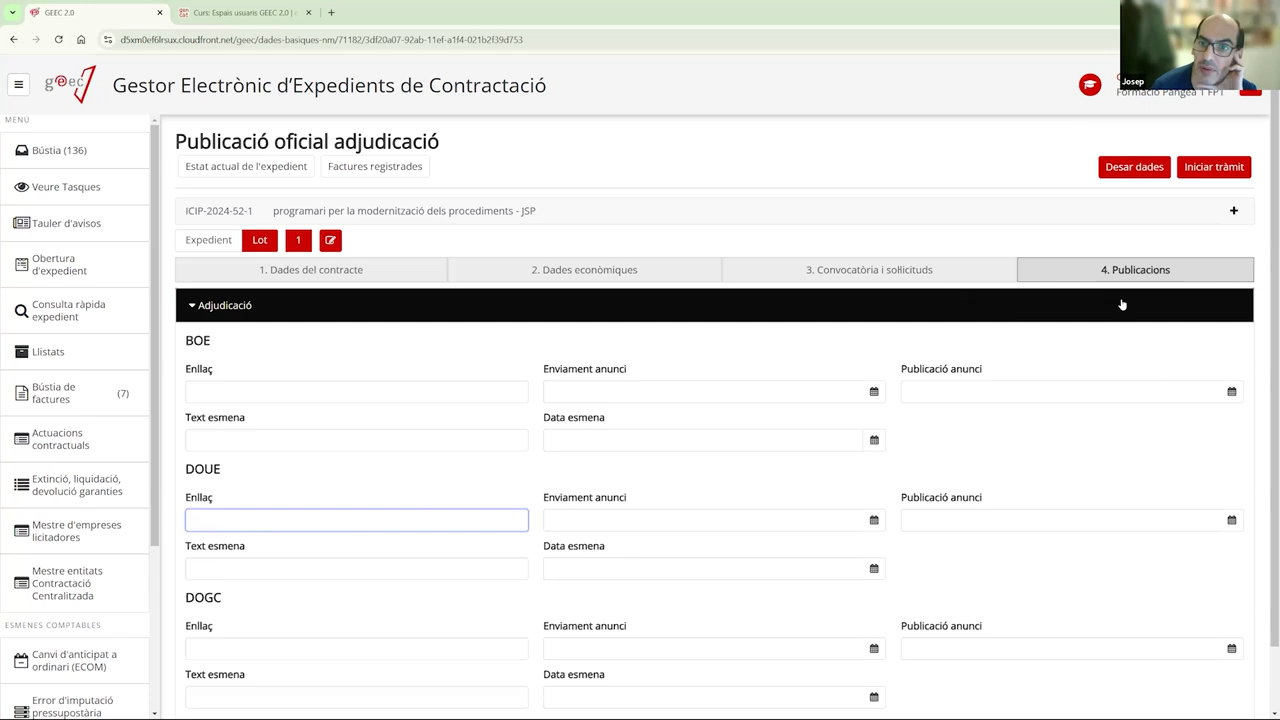 GEEC 2.0
Curs: Espais usuaris GEEC 2.0 | e
d5xm0ef6lrsux.cloudfront.net/geec/dades-basiques-nm/71182/3df20a07-92ab-11ef-a1f4-021b2f39d753
Josep
geec
Gestor Electrònic d'Expedients de Contractació
Formació Pangea 1 FPT
MENÚ
Bústia (136)
Veure Tasques
Tauler d'avisos
Obertura
d'expedient
Consulta ràpida
expedient
Llistats
Bústia de
factures
(7)
Actuacions
contractuals
Extinció, liquidació,
devolució garanties
Mestre d'empreses
licitadores
Mestre entitats
Contractació
Centralitzada
ESMENES COMPTABLES
Canvi d'anticipat a
ordinari (ECOM)
Error d'imputació
pressupostària
Publicació oficial adjudicació
Estat actual de l'expedient
Factures registrades
Desar dades
Iniciar tràmit
ICIP-2024-52-1 programari per la modernització dels procediments - JSP
Expedient Lot 1
1. Dades del contracte
2. Dades econòmiques
3. Convocatòria i sol·licituds
4. Publicacions
Adjudicació
BOE
Enllaç
Enviament anunci
Publicació anunci
Text esmena
Data esmena
DOUE
Enllaç
Enviament anunci
Publicació anunci
Text esmena
Data esmena
DOGC
Enllaç
Enviament anunci
Publicació anunci
Text esmena
Data esmena